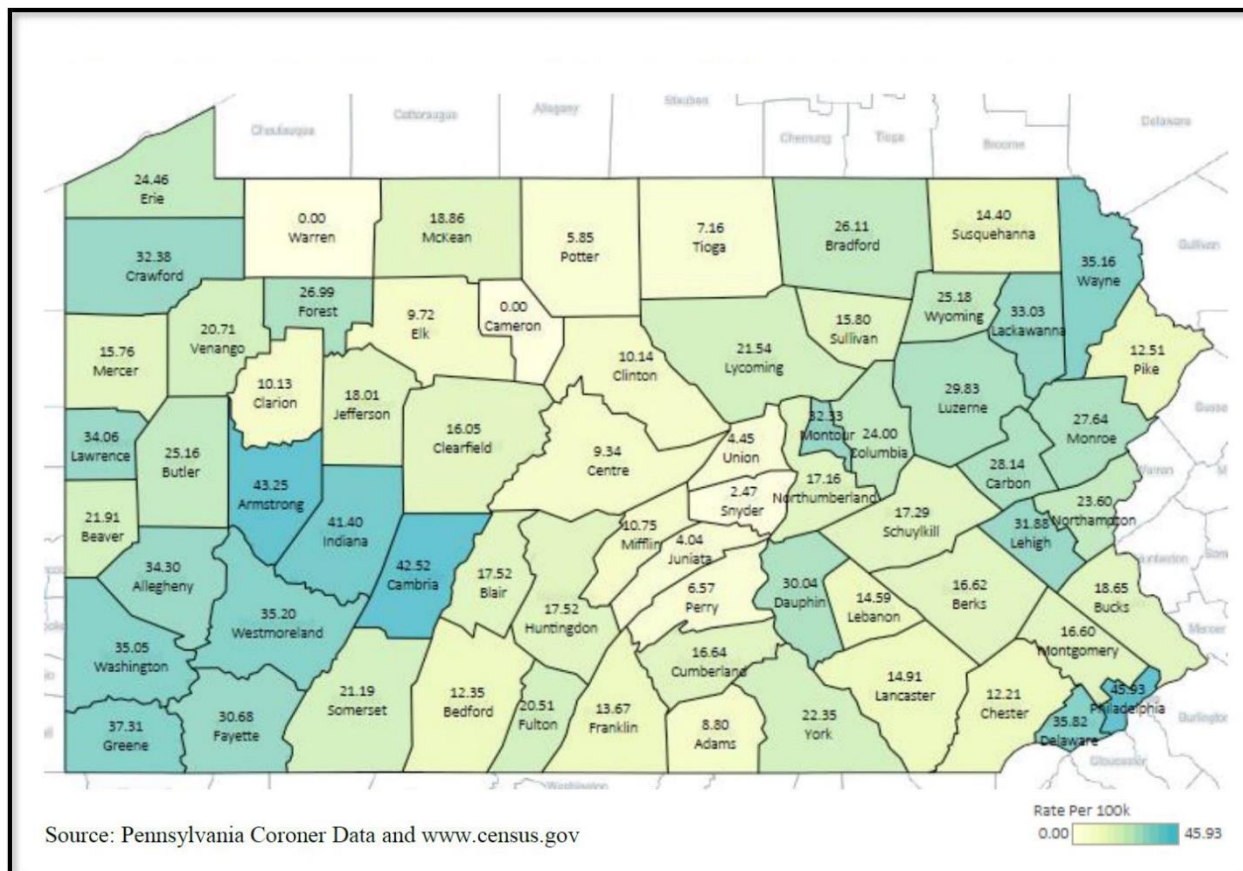 Chautauqua
Cattaraugus
Allegany
Steuben
Chemung
Tioga
Broome
Delaware
24.46
Erie
0.00
Warren
18.86
McKean
5.85
Potter
7.16
Tioga
26.11
Bradford
14.40
Susquehanna
Sullivan
32.38
Crawford
35.16
Wayne
26.99
Forest
9.72
Elk
0.00
Cameron
25.18
Wyoming
33.03
Lackawanna
20.71
Venango
15.80
Sullivan
15.76
Mercer
10.14
Clinton
21.54
Lycoming
12.51
Pike
10.13
Clarion
18.01
Jefferson
29.83
Luzerne
27.64
Monroe
34.06
Lawrence
25.16
Butler
16.05
Clearfield
9.34
Centre
4.45
Union
32.33
Montour
24.00
Columbia
28.14
Carbon
43.25
Armstrong
2.47
Snyder
17.16
Northumberland
23.60
Northampton
21.91
Beaver
41.40
Indiana
10.75
Mifflin
17.29
Schuylkill
31.88
Lehigh
34.30
Allegheny
42.52
Cambria
17.52
Blair
4.04
Juniata
17.52
Huntingdon
6.57
Perry
30.04
Dauphin
14.59
Lebanon
16.62
Berks
18.65
Bucks
Mercer
35.20
Westmoreland
35.05
Washington
16.64
Cumberland
16.60
Montgomery
21.19
Somerset
12.35
Bedford
20.51
Fulton
13.67
Franklin
8.80
Adams
22.35
York
14.91
Lancaster
12.21
Chester
45.93
Philadelphia
35.82
Delaware
Burlington
37.31
Greene
30.68
Fayette
Gloucester
Washington
Rate Per 100k
0.00 45.93
Source: Pennsylvania Coroner Data and www.census.gov